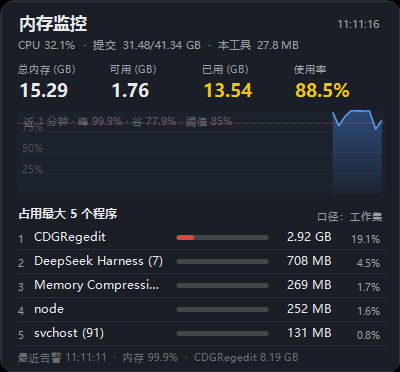 内存监控 11:11:16
CPU 32.1% · 提交 31.48/41.34 GB · 本工具 27.8 MB
总内存 (GB) 可用 (GB) 已用 (GB) 使用率
15.29 1.76 13.54 88.5%
近 1 分钟 · 峰 99.9% · 谷 77.9% · 阈值 85%
75%
50%
25%
占用最大 5 个程序 口径：工作集
1 CDGRegedit 2.92 GB 19.1%
2 DeepSeek Harness (7) 708 MB 4.5%
3 Memory Compressi... 269 MB 1.7%
4 node 252 MB 1.6%
5 svchost (91) 131 MB 0.8%
最近告警 11:11:11 · 内存 99.9% · CDGRegedit 8.19 GB